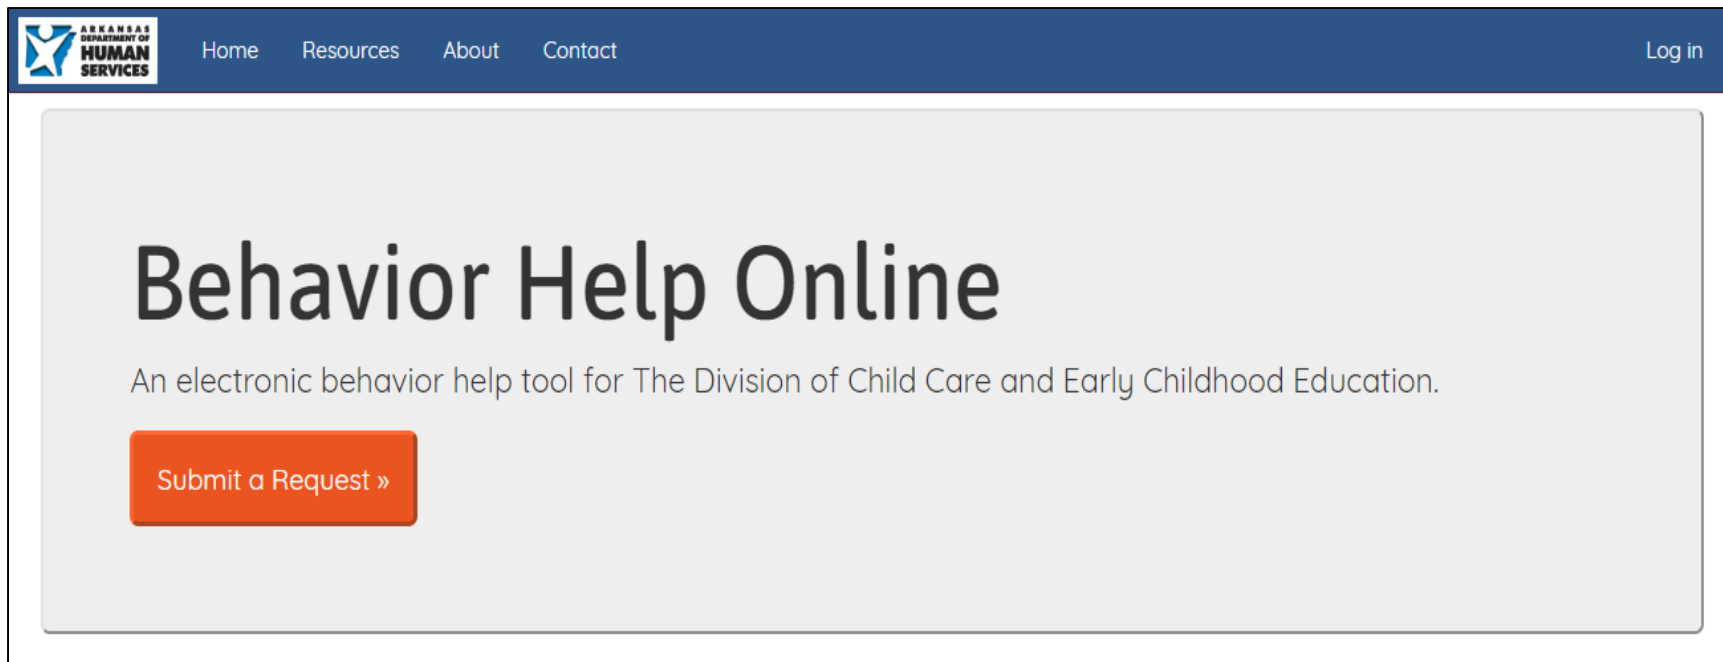 ARKANSAS
DEPARTMENT OF
HUMAN
SERVICES
Home Resources About Contact Log in
Behavior Help Online
An electronic behavior help tool for The Division of Child Care and Early Childhood Education.
Submit a Request »